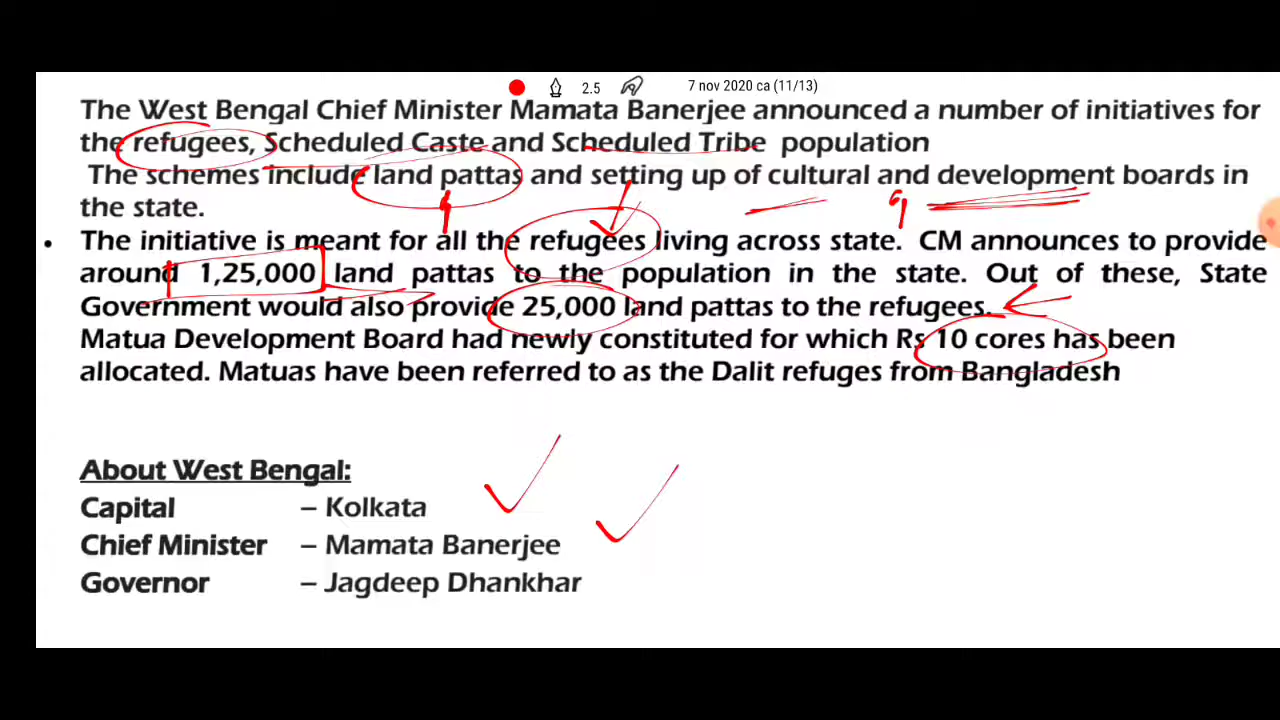 2.5 7 nov 2020 ca (11/13)
The West Bengal Chief Minister Mamata Banerjee announced a number of initiatives for
the refugees, Scheduled Caste and Scheduled Tribe population
The schemes include land pattas and setting up of cultural and development boards in
the state.
• The initiative is meant for all the refugees living across state. CM announces to provide
around 1,25,000 land pattas to the population in the state. Out of these, State
Government would also provide 25,000 land pattas to the refugees.
Matua Development Board had newly constituted for which Rs 10 cores has been
allocated. Matuas have been referred to as the Dalit refuges from Bangladesh
About West Bengal:
Capital – Kolkata
Chief Minister – Mamata Banerjee
Governor – Jagdeep Dhankhar